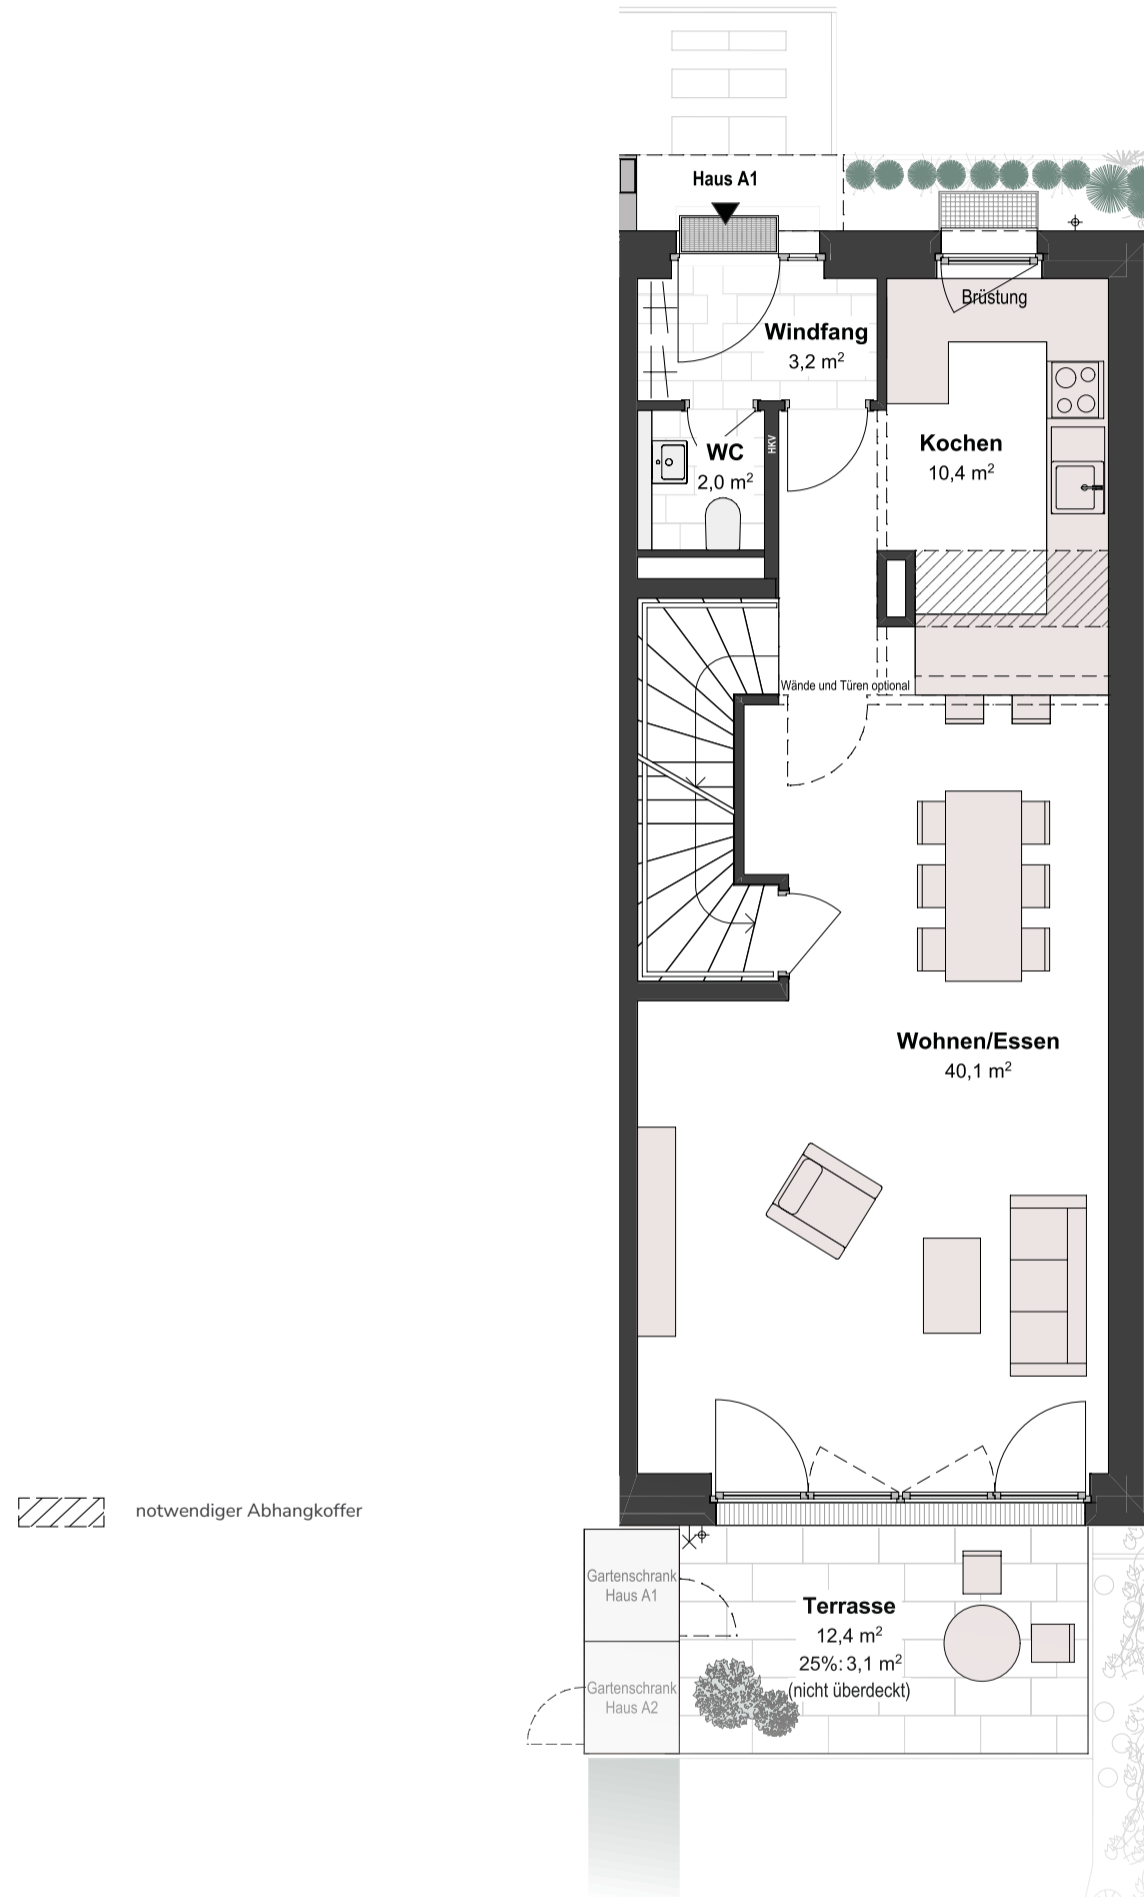 Haus A1
Brüstung
Windfang
3,2 m²
WC
2,0 m²
HKV
Kochen
10,4 m²
Wände und Türen optional
Wohnen/Essen
40,1 m²
notwendiger Abhangkoffer
Gartenschrank
Haus A1
Gartenschrank
Haus A2
Terrasse
12,4 m²
25%: 3,1 m²
(nicht überdeckt)